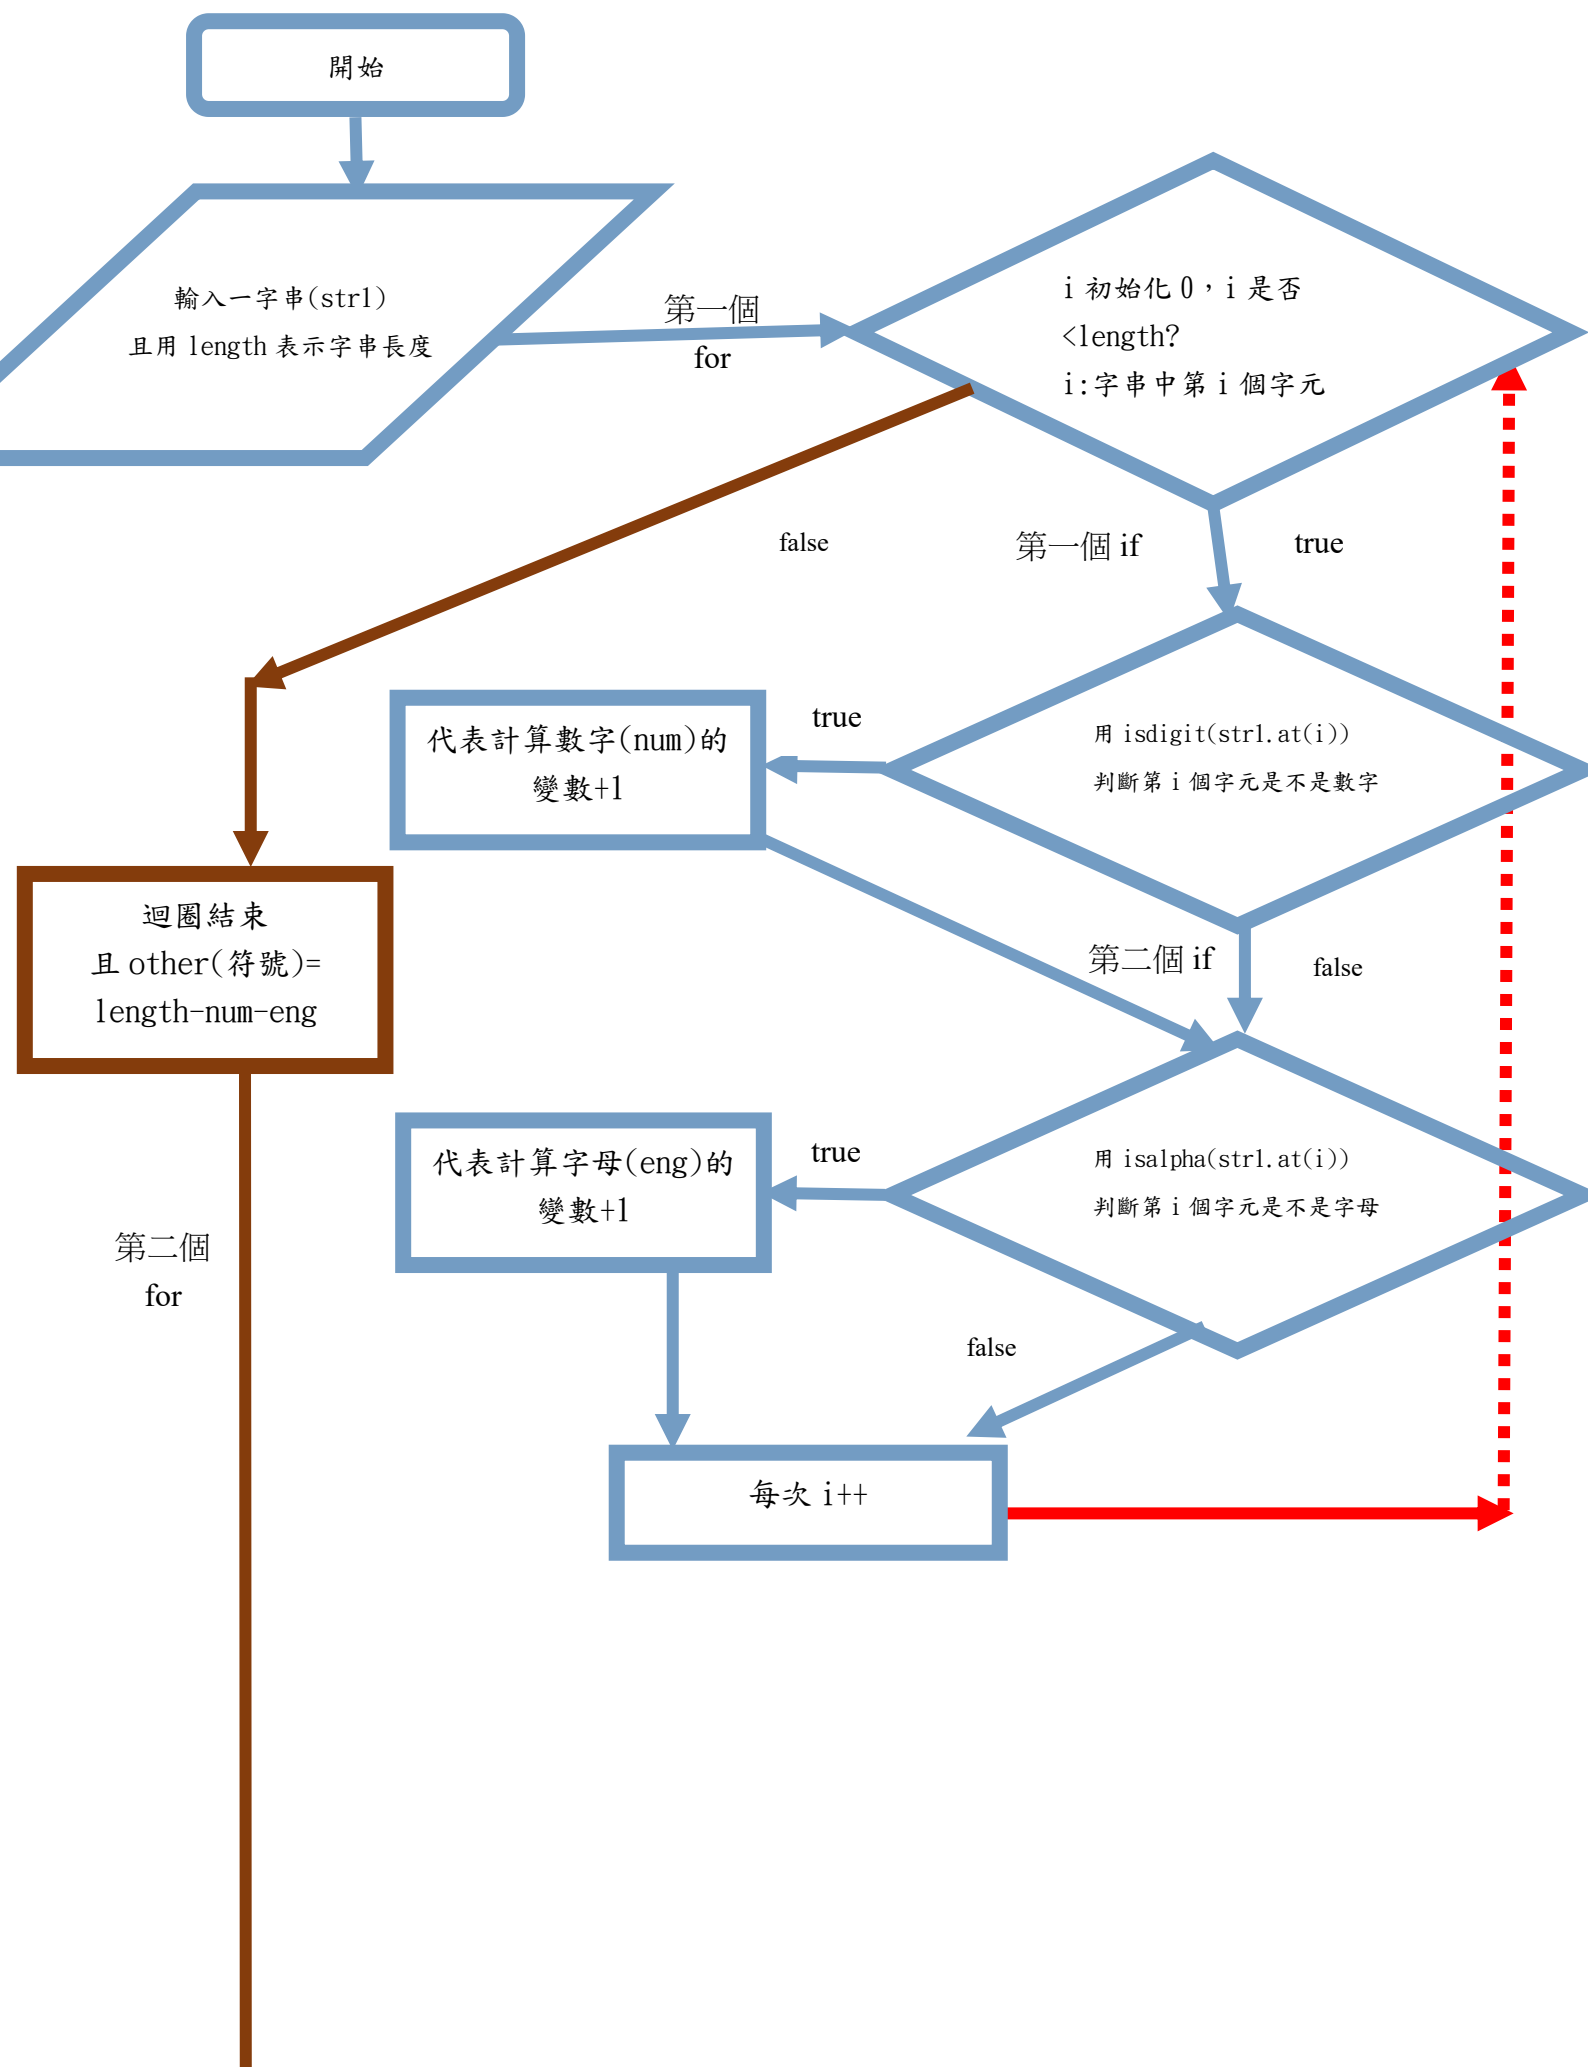 開始
輸入一字串(str1)
且用 length 表示字串長度
第一個
for
i 初始化 0，i 是否
<length?
i:字串中第 i 個字元
false
第一個 if
true
用 isdigit(str1.at(i))
判斷第 i 個字元是不是數字
true
代表計算數字(num)的
變數+1
迴圈結束
且 other(符號)=
length-num-eng
第二個 if
false
用 isalpha(str1.at(i))
判斷第 i 個字元是不是字母
true
代表計算字母(eng)的
變數+1
第二個
for
false
每次 i++